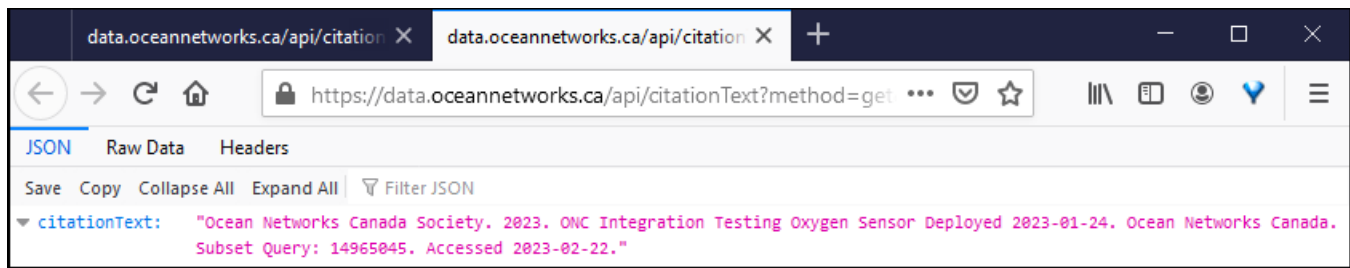 data.oceannetworks.ca/api/citation data.oceannetworks.ca/api/citation
https://data.oceannetworks.ca/api/citationText?method=get
JSON Raw Data Headers
Save Copy Collapse All Expand All Filter JSON
citationText: "Ocean Networks Canada Society. 2023. ONC Integration Testing Oxygen Sensor Deployed 2023-01-24. Ocean Networks Canada.
Subset Query: 14965045. Accessed 2023-02-22."